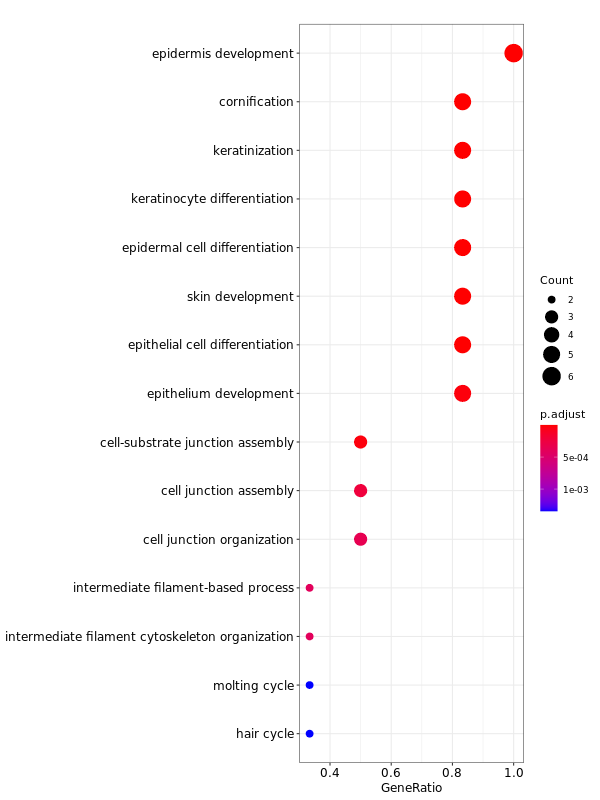 epidermis development
cornification
keratinization
keratinocyte differentiation
epidermal cell differentiation
skin development
epithelial cell differentiation
epithelium development
cell-substrate junction assembly
cell junction assembly
cell junction organization
intermediate filament-based process
intermediate filament cytoskeleton organization
molting cycle
hair cycle
0.4 0.6 0.8 1.0
GeneRatio
Count
2
3
4
5
6
p.adjust
5e-04
1e-03